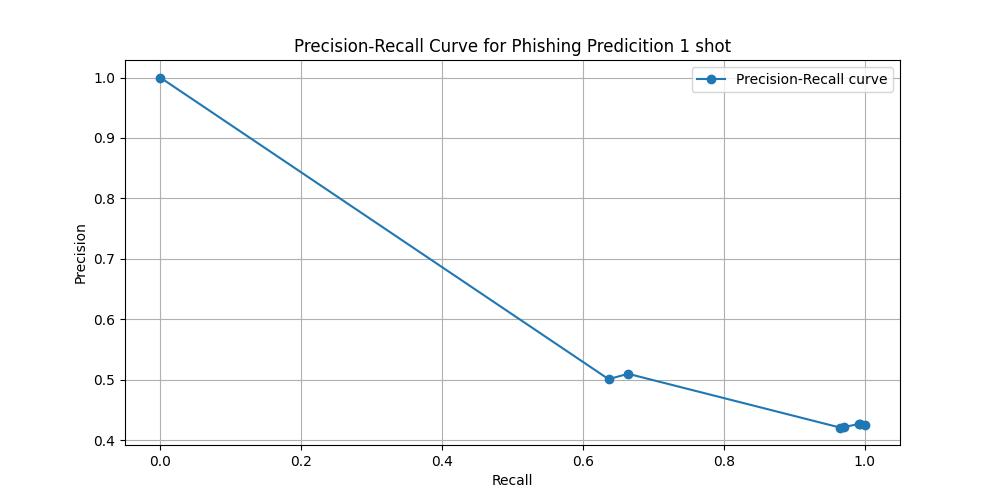 Precision-Recall Curve for Phishing Predicition 1 shot
Precision-Recall curve
1.0
0.9
0.8
0.7
0.6
0.5
0.4
Precision
0.0 0.2 0.4 0.6 0.8 1.0
Recall